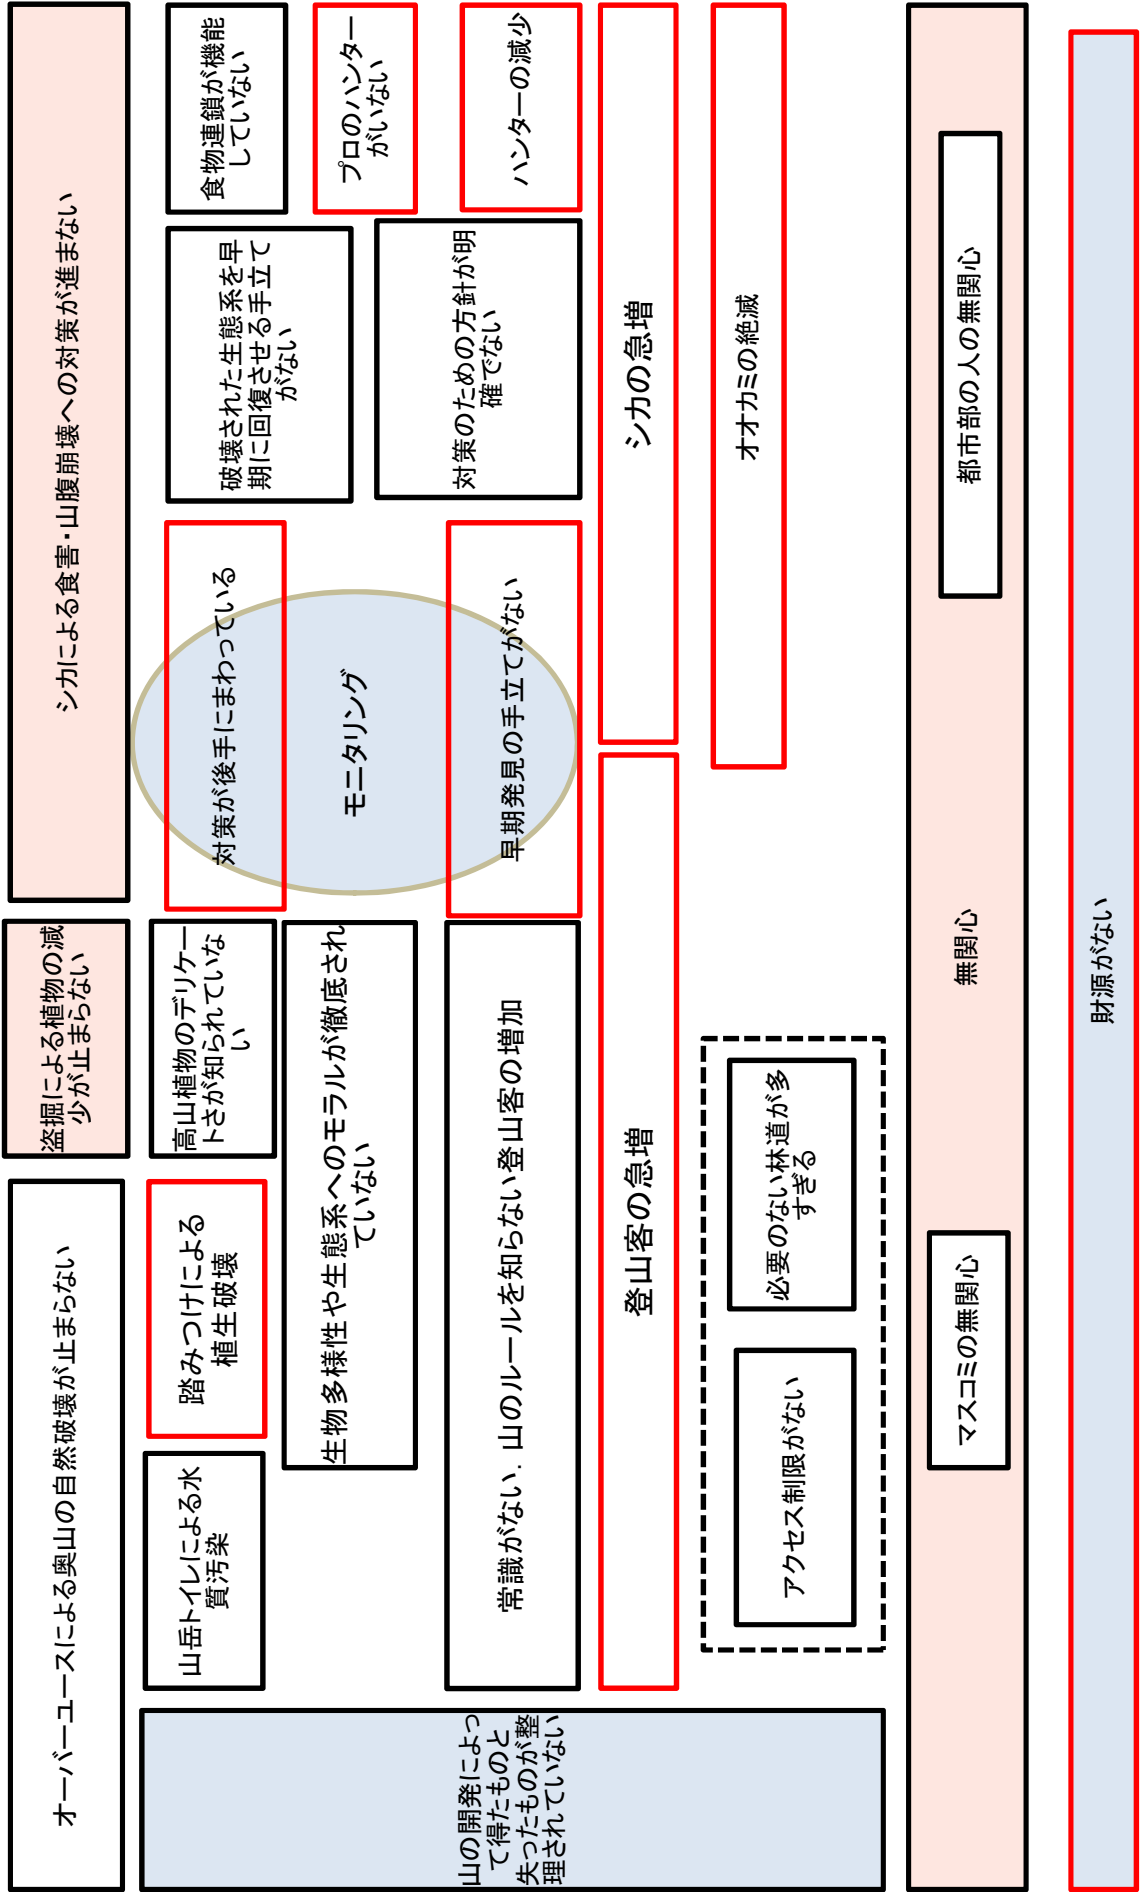 オーバーユースによる奥山の自然破壊が止まらない
盗掘による植物の減
少が止まらない
シカによる食害・山腹崩壊への対策が進まない
山の開発によっ
て得たものと
失ったものが整
理されていない
山岳トイレによる水
質汚染
踏みつけによる
植生破壊
高山植物のデリケー
トさが知られていな
い
生物多様性や生態系へのモラルが徹底され
ていない
常識がない．山のルールを知らない登山客の増加
対策が後手にまわっている
モニタリング
早期発見の手立てがない
破壊された生態系を早
期に回復させる手立て
がない
対策のための方針が明
確でない
食物連鎖が機能
していない
プロのハンター
がいない
ハンターの減少
登山客の急増
シカの急増
アクセス制限がない
必要のない林道が多
すぎる
オオカミの絶滅
マスコミの無関心
無関心
都市部の人の無関心
財源がない